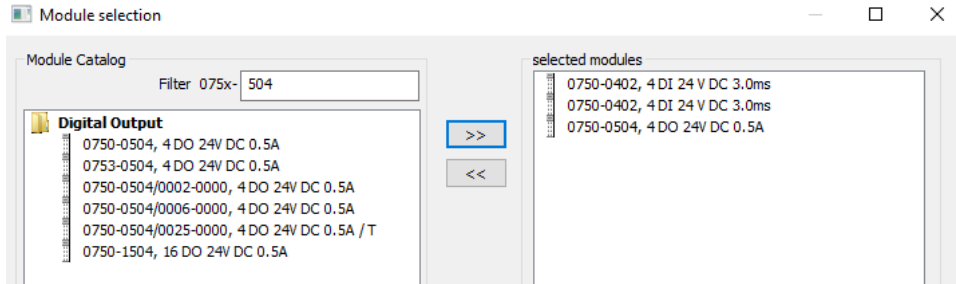 Module selection
Module Catalog
Filter 075x- 504
Digital Output
0750-0504, 4 DO 24V DC 0.5A
0753-0504, 4 DO 24V DC 0.5A
0750-0504/0002-0000, 4 DO 24V DC 0.5A
0750-0504/0006-0000, 4 DO 24V DC 0.5A
0750-0504/0025-0000, 4 DO 24V DC 0.5A / T
0750-1504, 16 DO 24V DC 0.5A
>>
<<
selected modules
0750-0402, 4 DI 24 V DC 3.0ms
0750-0402, 4 DI 24 V DC 3.0ms
0750-0504, 4 DO 24V DC 0.5A